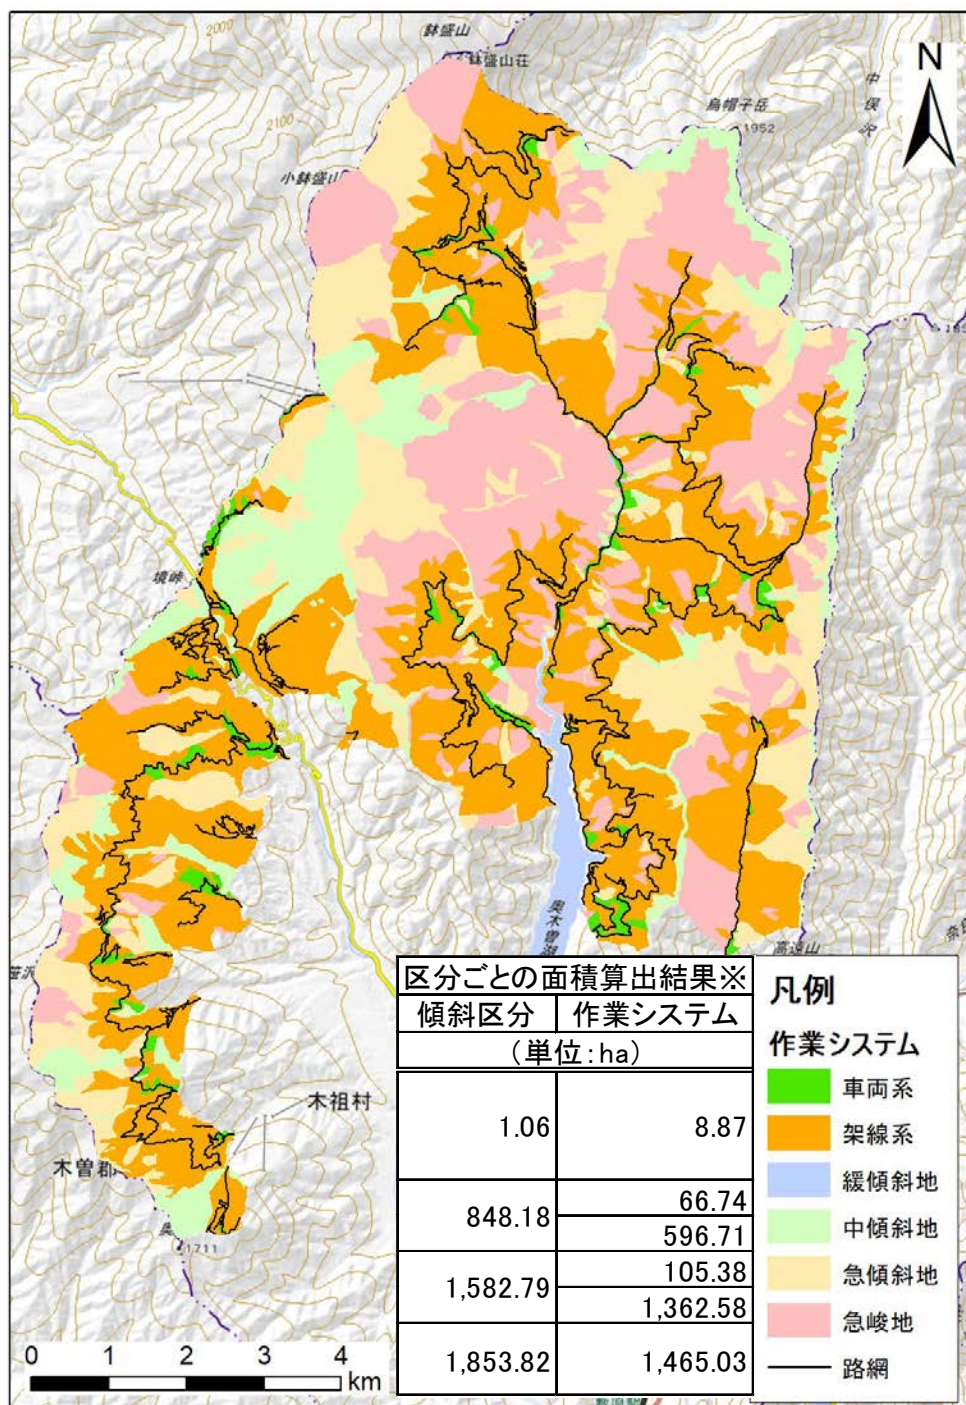 2000
鉢盛山
鉢盛山荘
中俣沢
烏帽子岳
1952
2100
小鉢盛山
N
境峠
奥木曽湖
高遠山
笹沢
木祖村
木曽郡
1711
区分ごとの面積算出結果※
傾斜区分 作業システム
（単位：ha）
1.06 8.87
848.18 66.74
596.71
1,582.79 105.38
1,362.58
1,853.82 1,465.03
凡例
作業システム
車両系
架線系
緩傾斜地
中傾斜地
急傾斜地
急峻地
路網
0 1 2 3 4
km